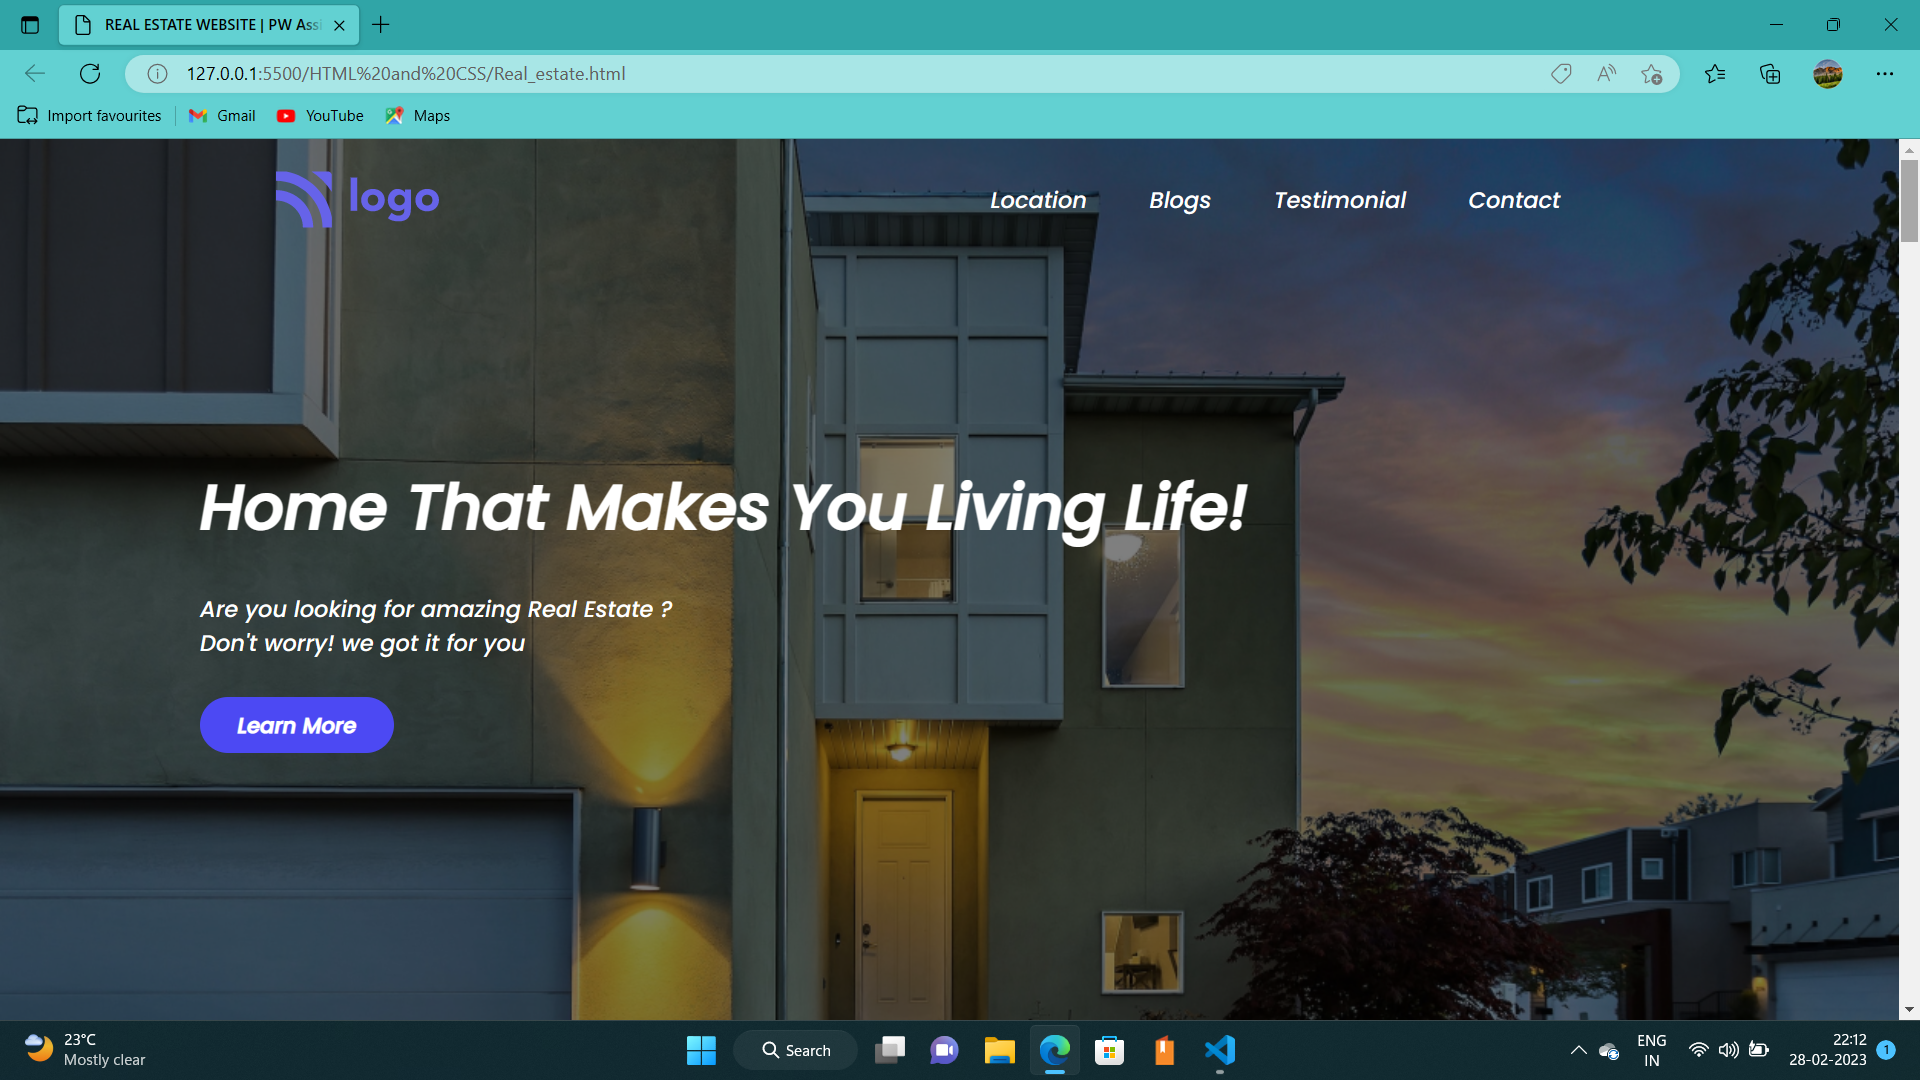 REAL ESTATE WEBSITE | PW Assi
127.0.0.1:5500/HTML%20and%20CSS/Real_estate.html
Import favourites Gmail YouTube Maps
logo
Location Blogs Testimonial Contact
Home That Makes You Living Life!
Are you looking for amazing Real Estate ?
Don't worry! we got it for you
Learn More
23°C
Mostly clear
Search
ENG
IN
22:12
28-02-2023
1